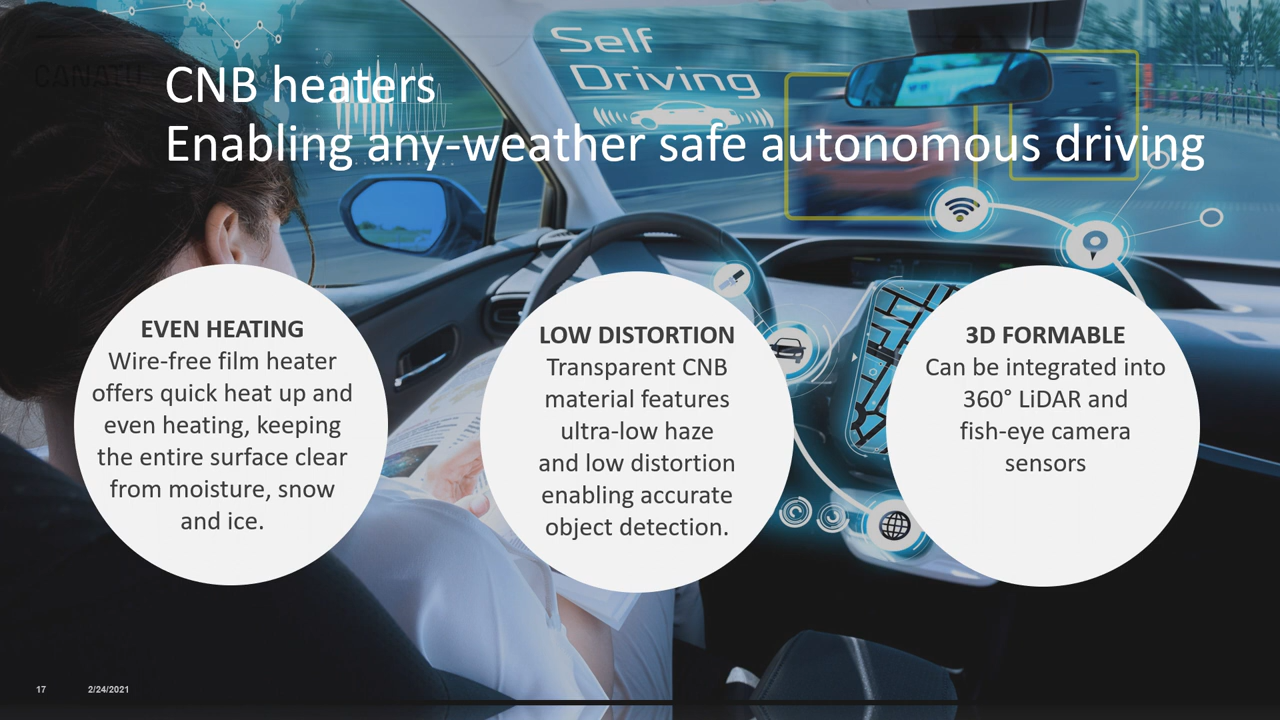 CANATU
Self
Driving
CNB heaters
Enabling any-weather safe autonomous driving
EVEN HEATING
Wire-free film heater
offers quick heat up and
even heating, keeping
the entire surface clear
from moisture, snow
and ice.
LOW DISTORTION
Transparent CNB
material features
ultra-low haze
and low distortion
enabling accurate
object detection.
3D FORMABLE
Can be integrated into
360° LiDAR and
fish-eye camera
sensors
17 2/24/2021